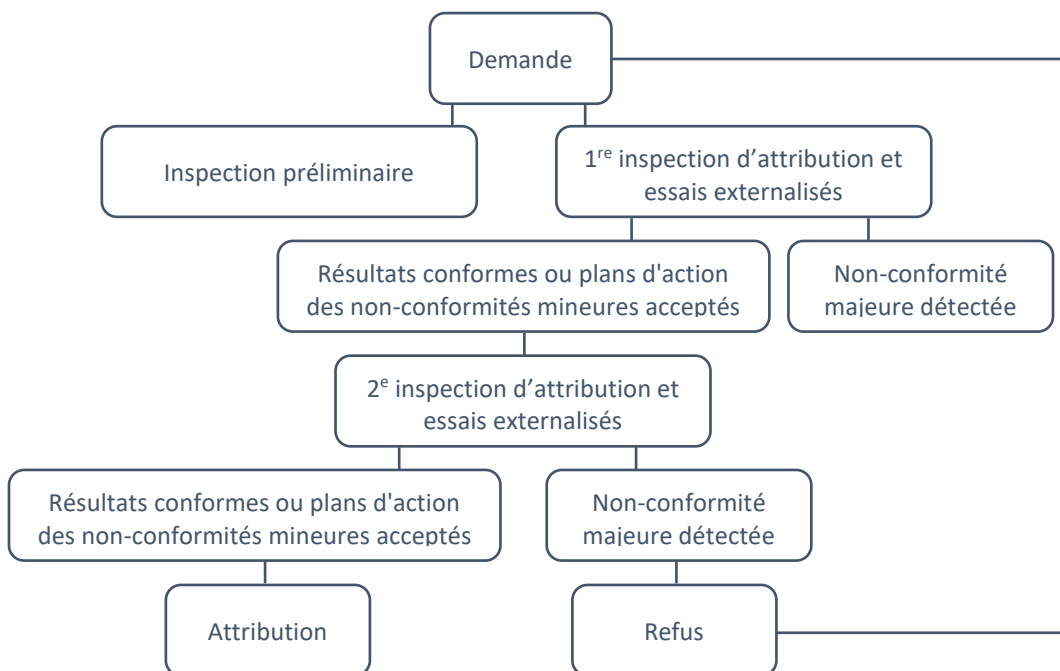 Demande
Inspection préliminaire
1re inspection d’attribution et
essais externalisés
Résultats conformes ou plans d'action
des non-conformités mineures acceptés
Non-conformité
majeure détectée
2e inspection d’attribution et
essais externalisés
Résultats conformes ou plans d'action
des non-conformités mineures acceptés
Non-conformité
majeure détectée
Attribution
Refus